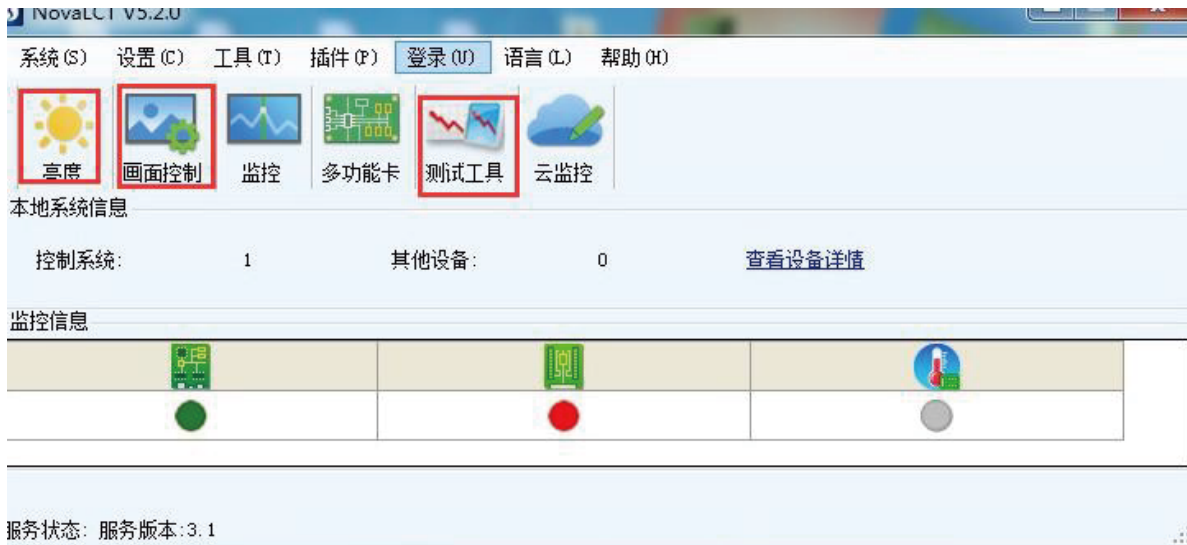 NovaLCT V5.2.0
系统(S) 设置(C) 工具(T) 插件(P) 登录(U) 语言(L) 帮助(H)
亮度 画面控制 监控 多功能卡 测试工具 云监控
本地系统信息
控制系统: 1 其他设备: 0 查看设备详情
监控信息
服务状态: 服务版本:3.1